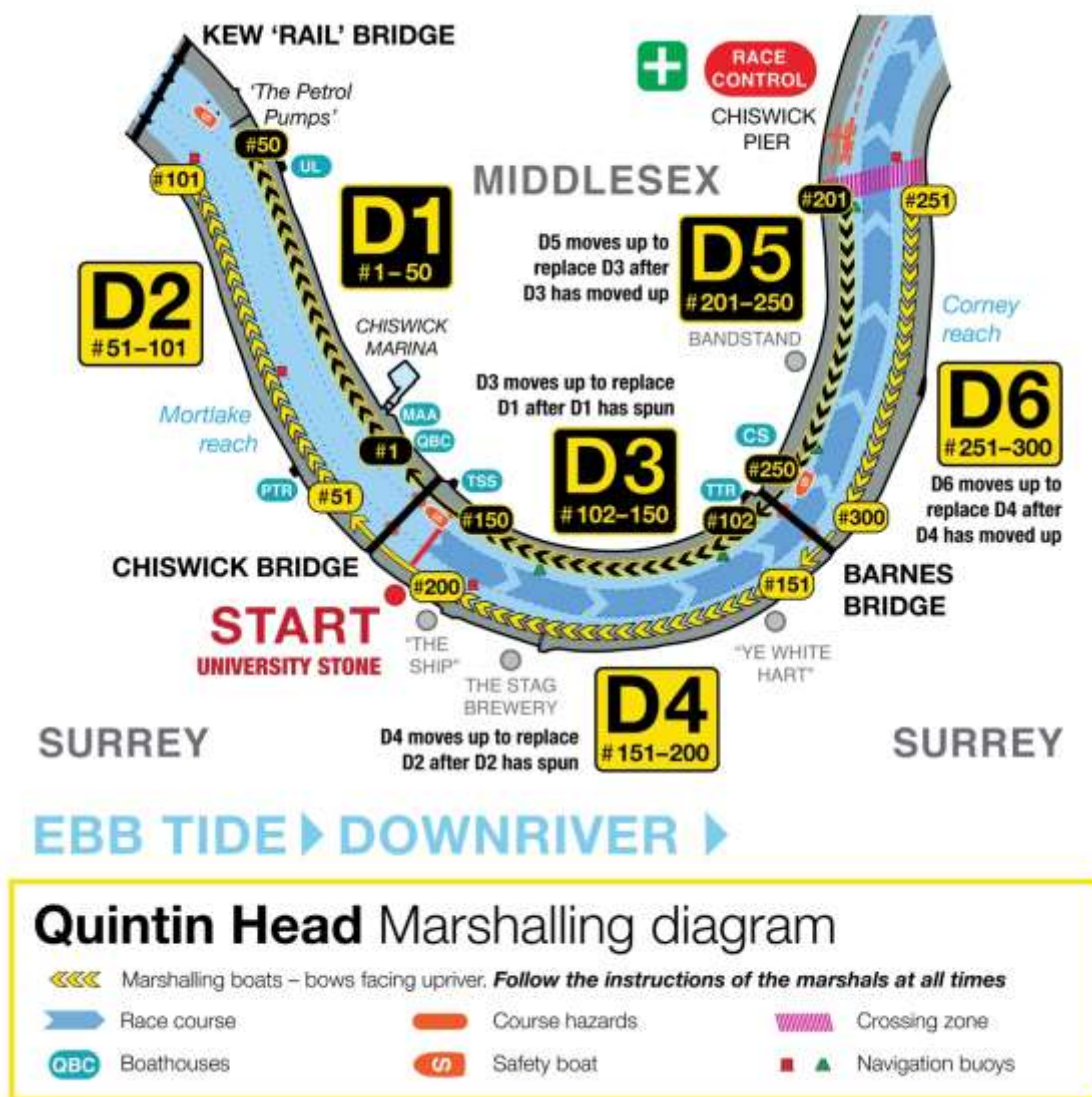 KEW ‘RAIL’ BRIDGE
‘The Petrol
Pumps’
RACE
CONTROL
CHISWICK
PIER
#50
UL
#101
MIDDLESEX
#201
#251
D1
#1–50
D5 moves up to
replace D3 after
D3 has moved up
D5
#201–250
D2
#51–101
CHISWICK
MARINA
BANDSTAND
Corney
reach
D3 moves up to replace
D1 after D1 has spun
D6
#251–300
Mortlake
reach
MAA
QBC
#1
D3
#102–150
CS
#250
PTR
#51
TSS
S
#150
TTR
#102
#300
D6 moves up to
replace D4 after
D4 has moved up
CHISWICK BRIDGE
#200
#151
BARNES
BRIDGE
START
UNIVERSITY STONE
"THE
SHIP"
THE STAG
BREWERY
"YE WHITE
HART"
D4
#151–200
D4 moves up to replace
D2 after D2 has spun
SURREY
SURREY
EBB TIDE DOWNRIVER
Quintin Head Marshalling diagram
Marshalling boats – bows facing upriver. Follow the instructions of the marshals at all times
Race course
Course hazards
Crossing zone
QBC Boathouses
S Safety boat
Navigation buoys